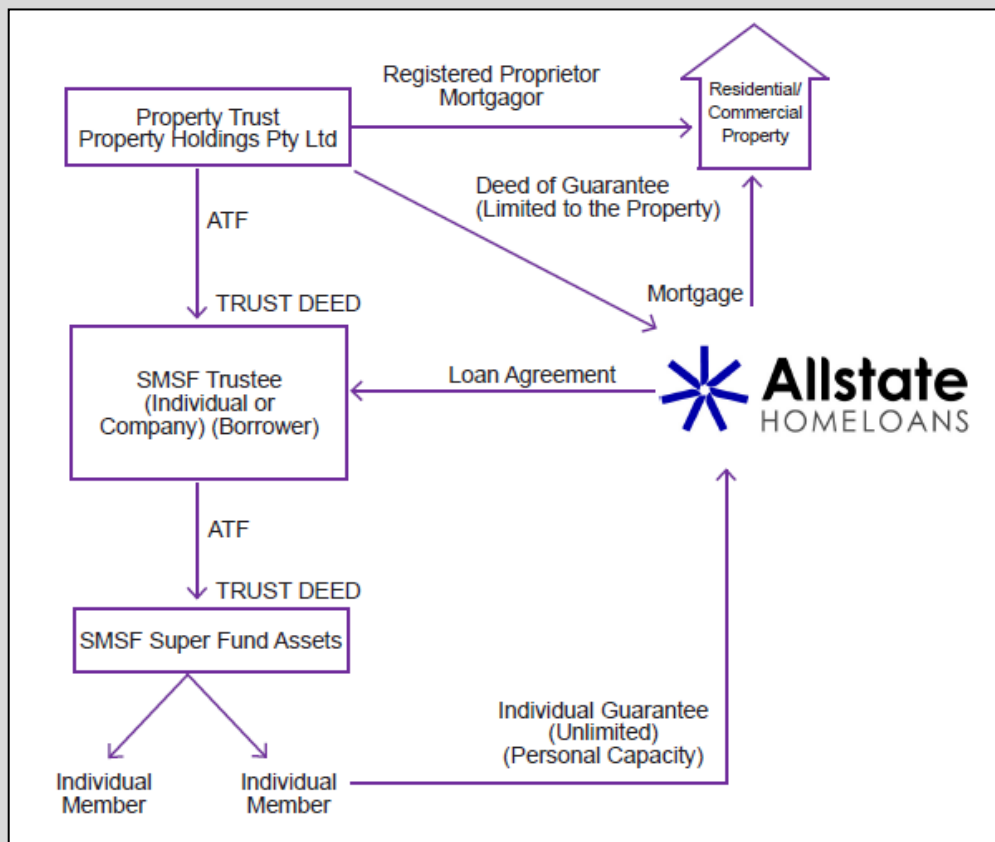 Registered Proprietor
Mortgagor
Residential/
Commercial
Property
Property Trust
Property Holdings Pty Ltd
Deed of Guarantee
(Limited to the Property)
ATF
Mortgage
TRUST DEED
SMSF Trustee
(Individual or
Company) (Borrower)
Loan Agreement
Allstate
HOMELOANS
ATF
TRUST DEED
SMSF Super Fund Assets
Individual Guarantee
(Unlimited)
(Personal Capacity)
Individual
Member
Individual
Member